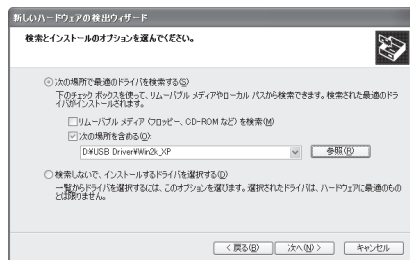 新しいハードウェアの検出ウィザード
検索とインストールのオプションを選んでください。
次の場所で最適のドライバを検索する(S)
下のチェック ボックスを使って、リムーバブル メディアやローカル パスから検索できます。検索された最適のドラ
イバがインストールされます。
リムーバブル メディア (フロッピー、CD-ROM など) を検索(M)
次の場所を含める(O):
D:¥USB Driver¥Win2k_XP
参照(R)
検索しないで、インストールするドライバを選択する(D)
一覧からドライバを選択するには、このオプションを選びます。選択されたドライバは、ハードウェアに最適のもの
とは限りません。
< 戻る(B)
次へ(N) >
キャンセル